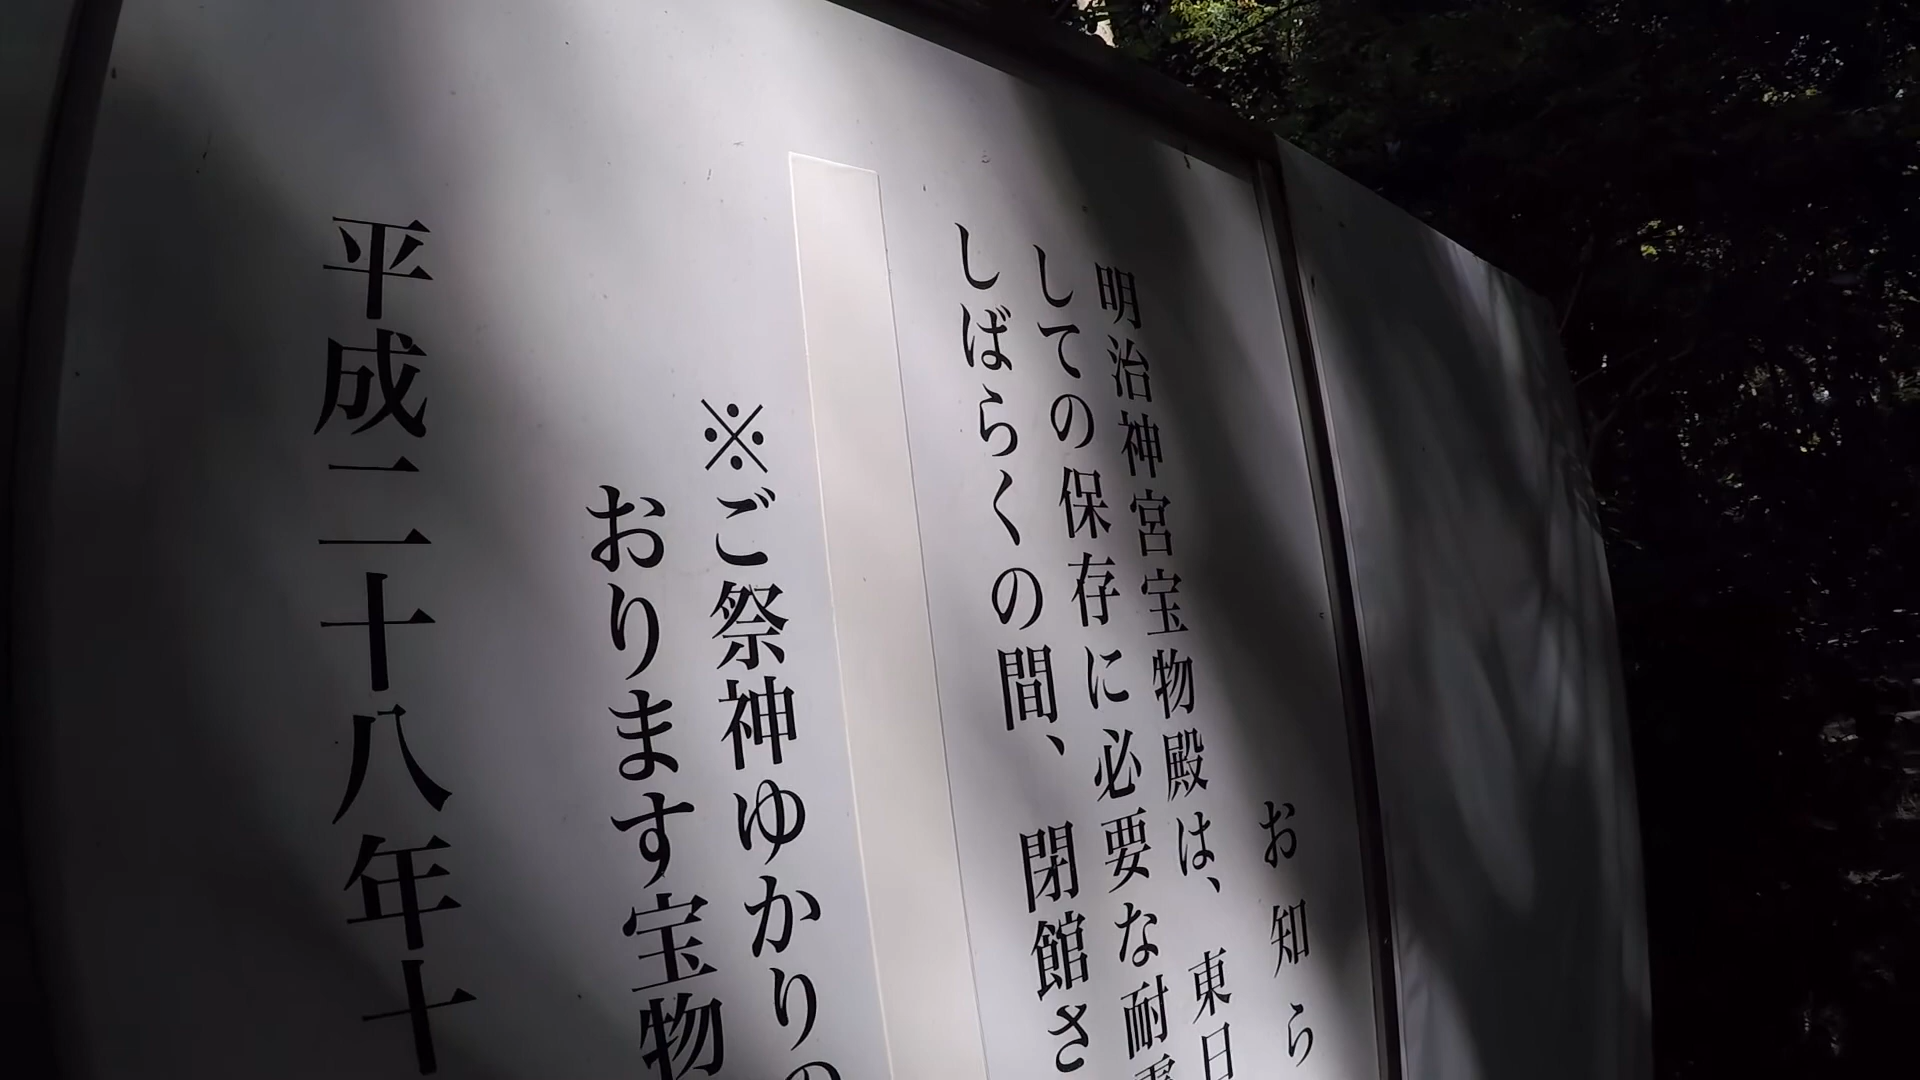 お知ら
明治神宮宝物殿は、東日
しての保存に必要な耐
しばらくの間、閉館さ
※ご祭神ゆかりの
おります宝物
平成二十八年十